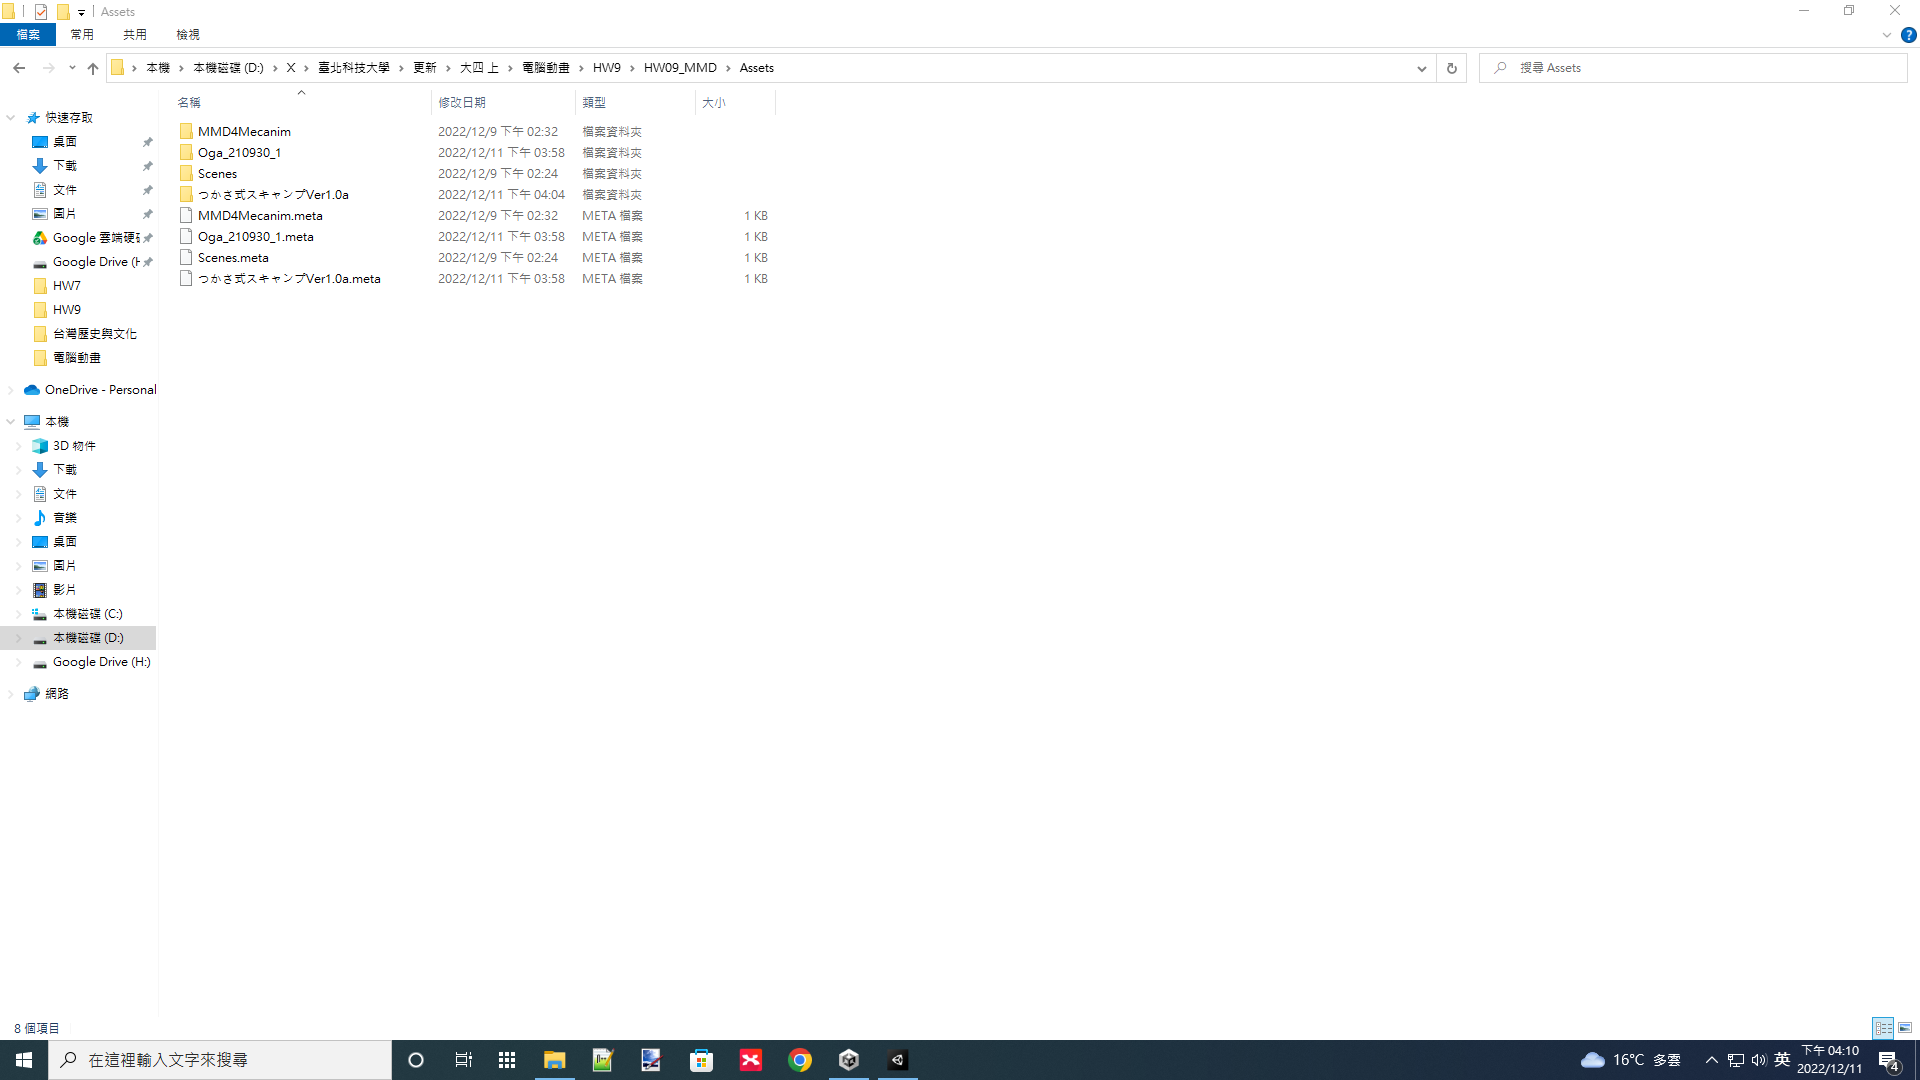 Assets
檔案 常用 共用 檢視
本機 本機磁碟 (D:) X 臺北科技大學 更新 大四 上 電腦動畫 HW9 HW09_MMD Assets
搜尋 Assets
名稱 修改日期 類型 大小
MMD4Mecanim 2022/12/9 下午 02:32 檔案資料夾
Oga_210930_1 2022/12/11 下午 03:58 檔案資料夾
Scenes 2022/12/9 下午 02:24 檔案資料夾
つかさ式スキャンプVer1.0a 2022/12/11 下午 04:04 檔案資料夾
MMD4Mecanim.meta 2022/12/9 下午 02:32 META 檔案 1 KB
Oga_210930_1.meta 2022/12/11 下午 03:58 META 檔案 1 KB
Scenes.meta 2022/12/9 下午 02:24 META 檔案 1 KB
つかさ式スキャンプVer1.0a.meta 2022/12/11 下午 03:58 META 檔案 1 KB
快速存取
桌面
下載
文件
圖片
Google 雲端硬
Google Drive (H
HW7
HW9
台灣歷史與文化
電腦動畫
OneDrive - Personal
本機
3D 物件
下載
文件
音樂
桌面
圖片
影片
本機磁碟 (C:)
本機磁碟 (D:)
Google Drive (H:)
網路
8 個項目
在這裡輸入文字來搜尋
16°C 多雲
英
下午 04:10
2022/12/11
4